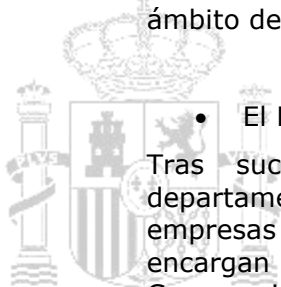 ámbito de
• El
Tras suc
departame
empresas
encargan
PLVS